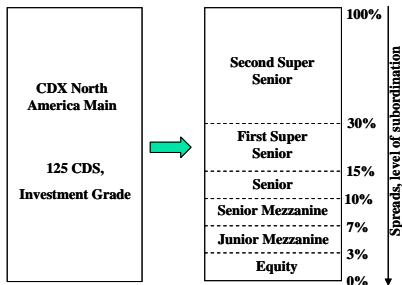 CDX North
America Main
125 CDS,
Investment Grade
100%
Second Super
Senior
30%
First Super
Senior
15%
Senior
10%
Senior Mezzanine
7%
Junior Mezzanine
3%
Equity
0%
Spreads, level of subordination